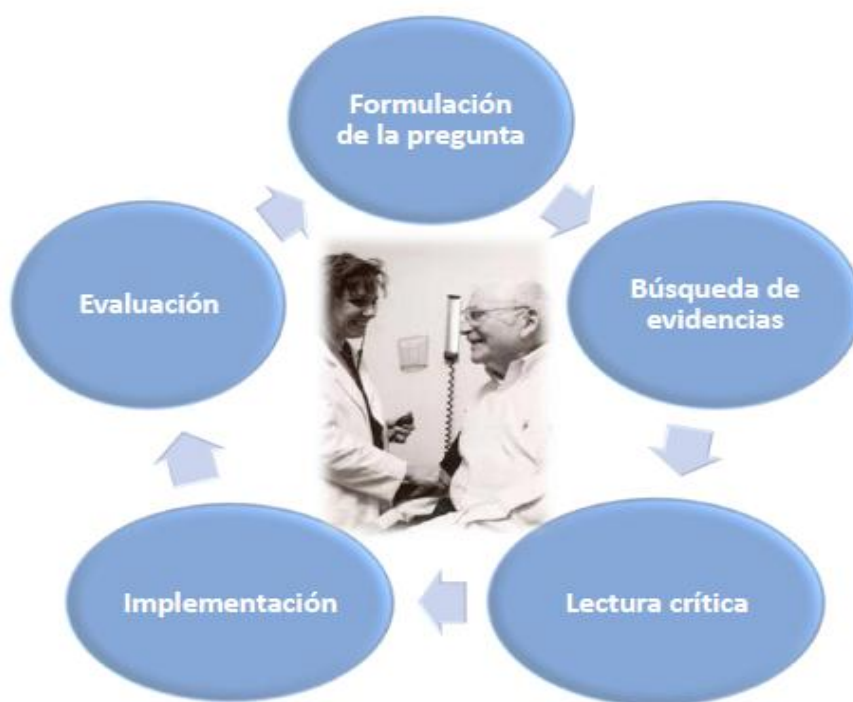 Formulación
de la pregunta
Búsqueda de
evidencias
Lectura crítica
Implementación
Evaluación